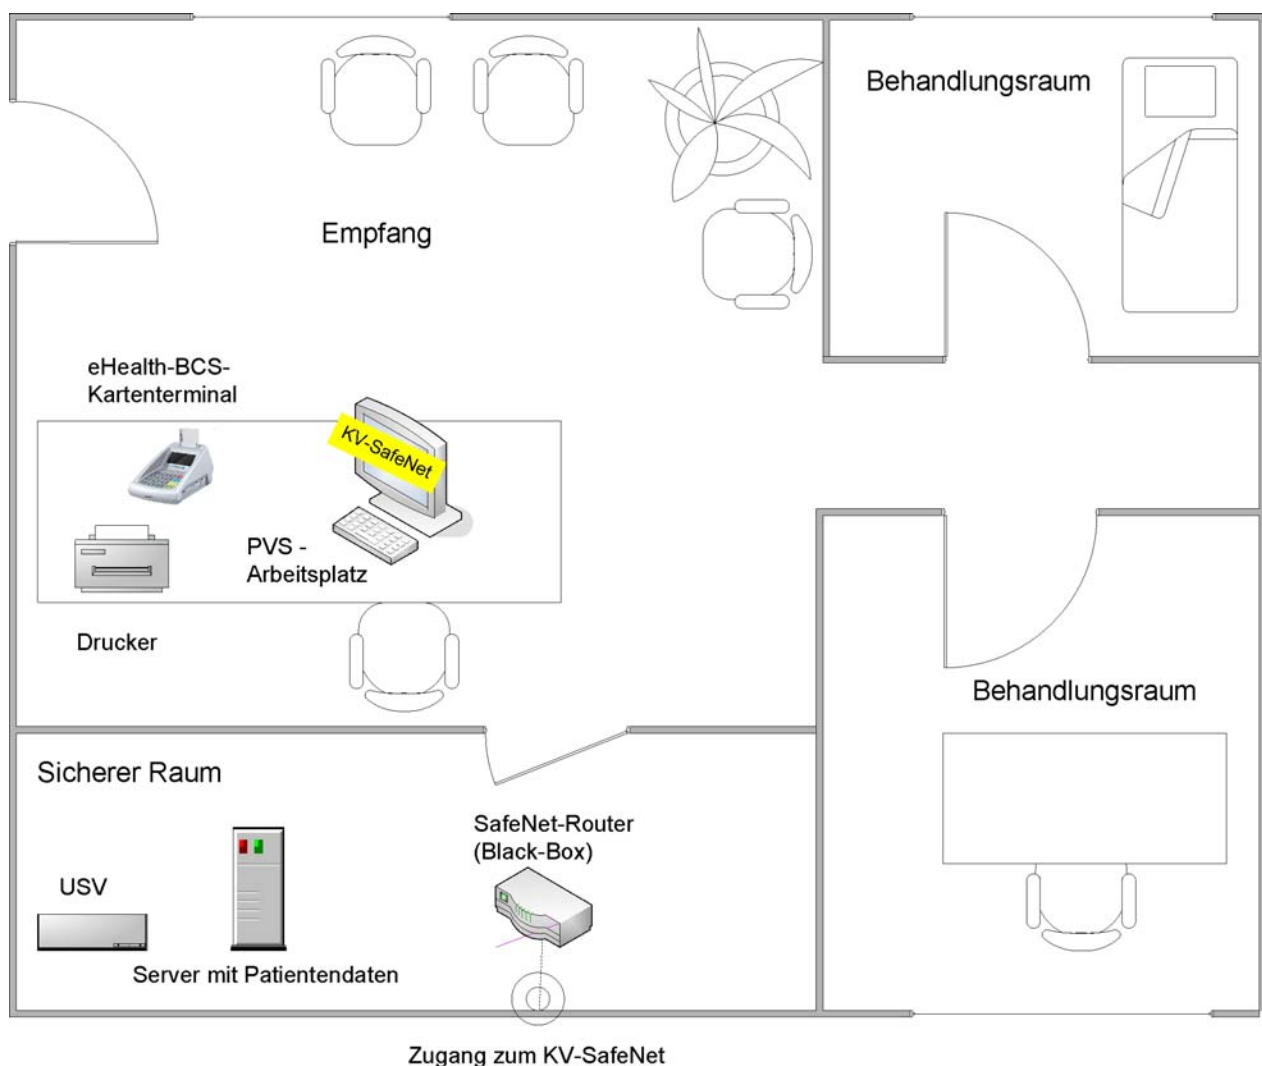 Behandlungsraum
Empfang
eHealth-BCS-
Kartenterminal
KV-SafeNet
PVS -
Arbeitsplatz
Drucker
Behandlungsraum
Sicherer Raum
SafeNet-Router
(Black-Box)
USV
Server mit Patientendaten
Zugang zum KV-SafeNet